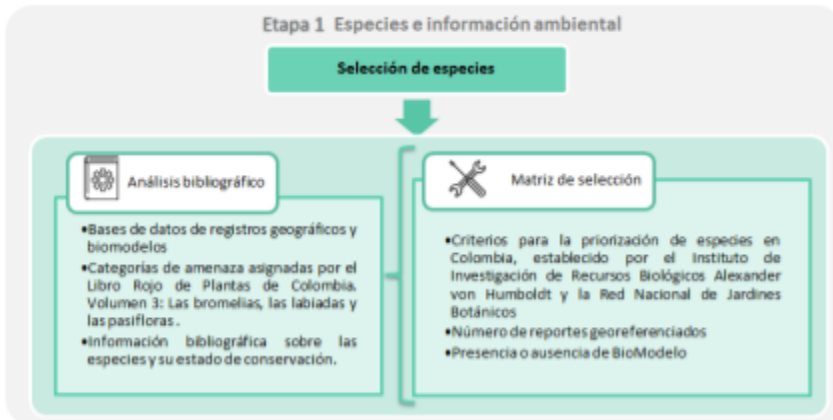 Etapa 1 Especies e información ambiental
Selección de especies
Análisis bibliográfico
•Bases de datos de registros geográficos y
biomodelos
•Categorías de amenaza asignadas por el
Libro Rojo de Plantas de Colombia.
Volumen 3: Las bromelias, las labiadas y
las pasifloras .
•Información bibliográfica sobre las
especies y su estado de conservación.
Matriz de selección
•Criterios para la priorización de especies en
Colombia, establecido por el Instituto de
Investigación de Recursos Biológicos Alexander
von Humboldt y la Red Nacional de Jardines
Botánicos
•Número de reportes georeferenciados
•Presencia o ausencia de BioModelo